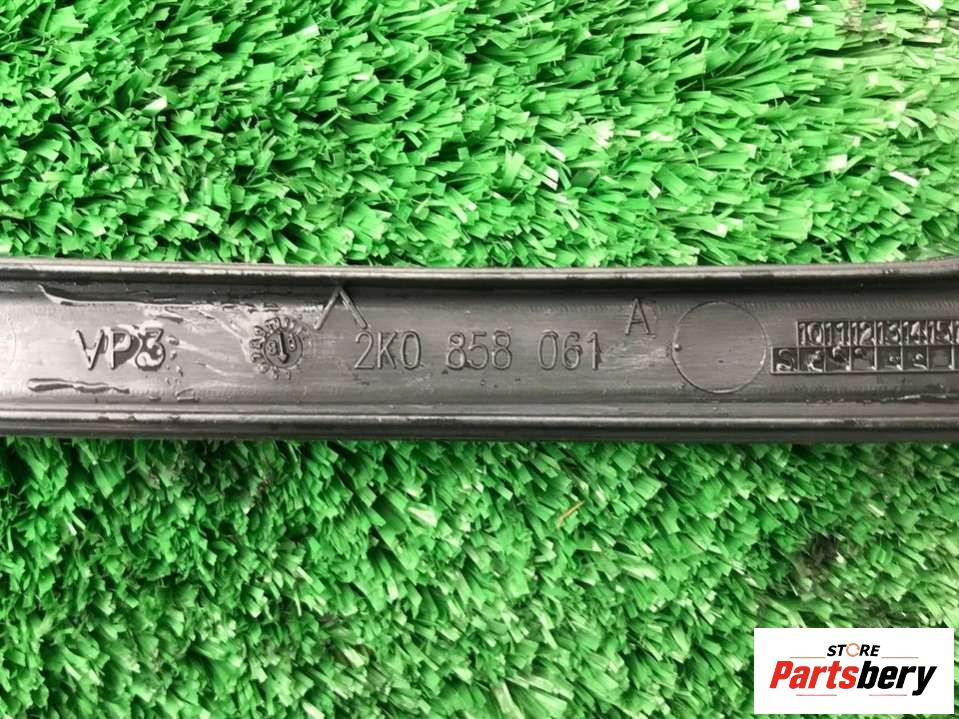 VP3 2K0 858 061 A
10 11 12 13 14 15
STORE
Partsbery